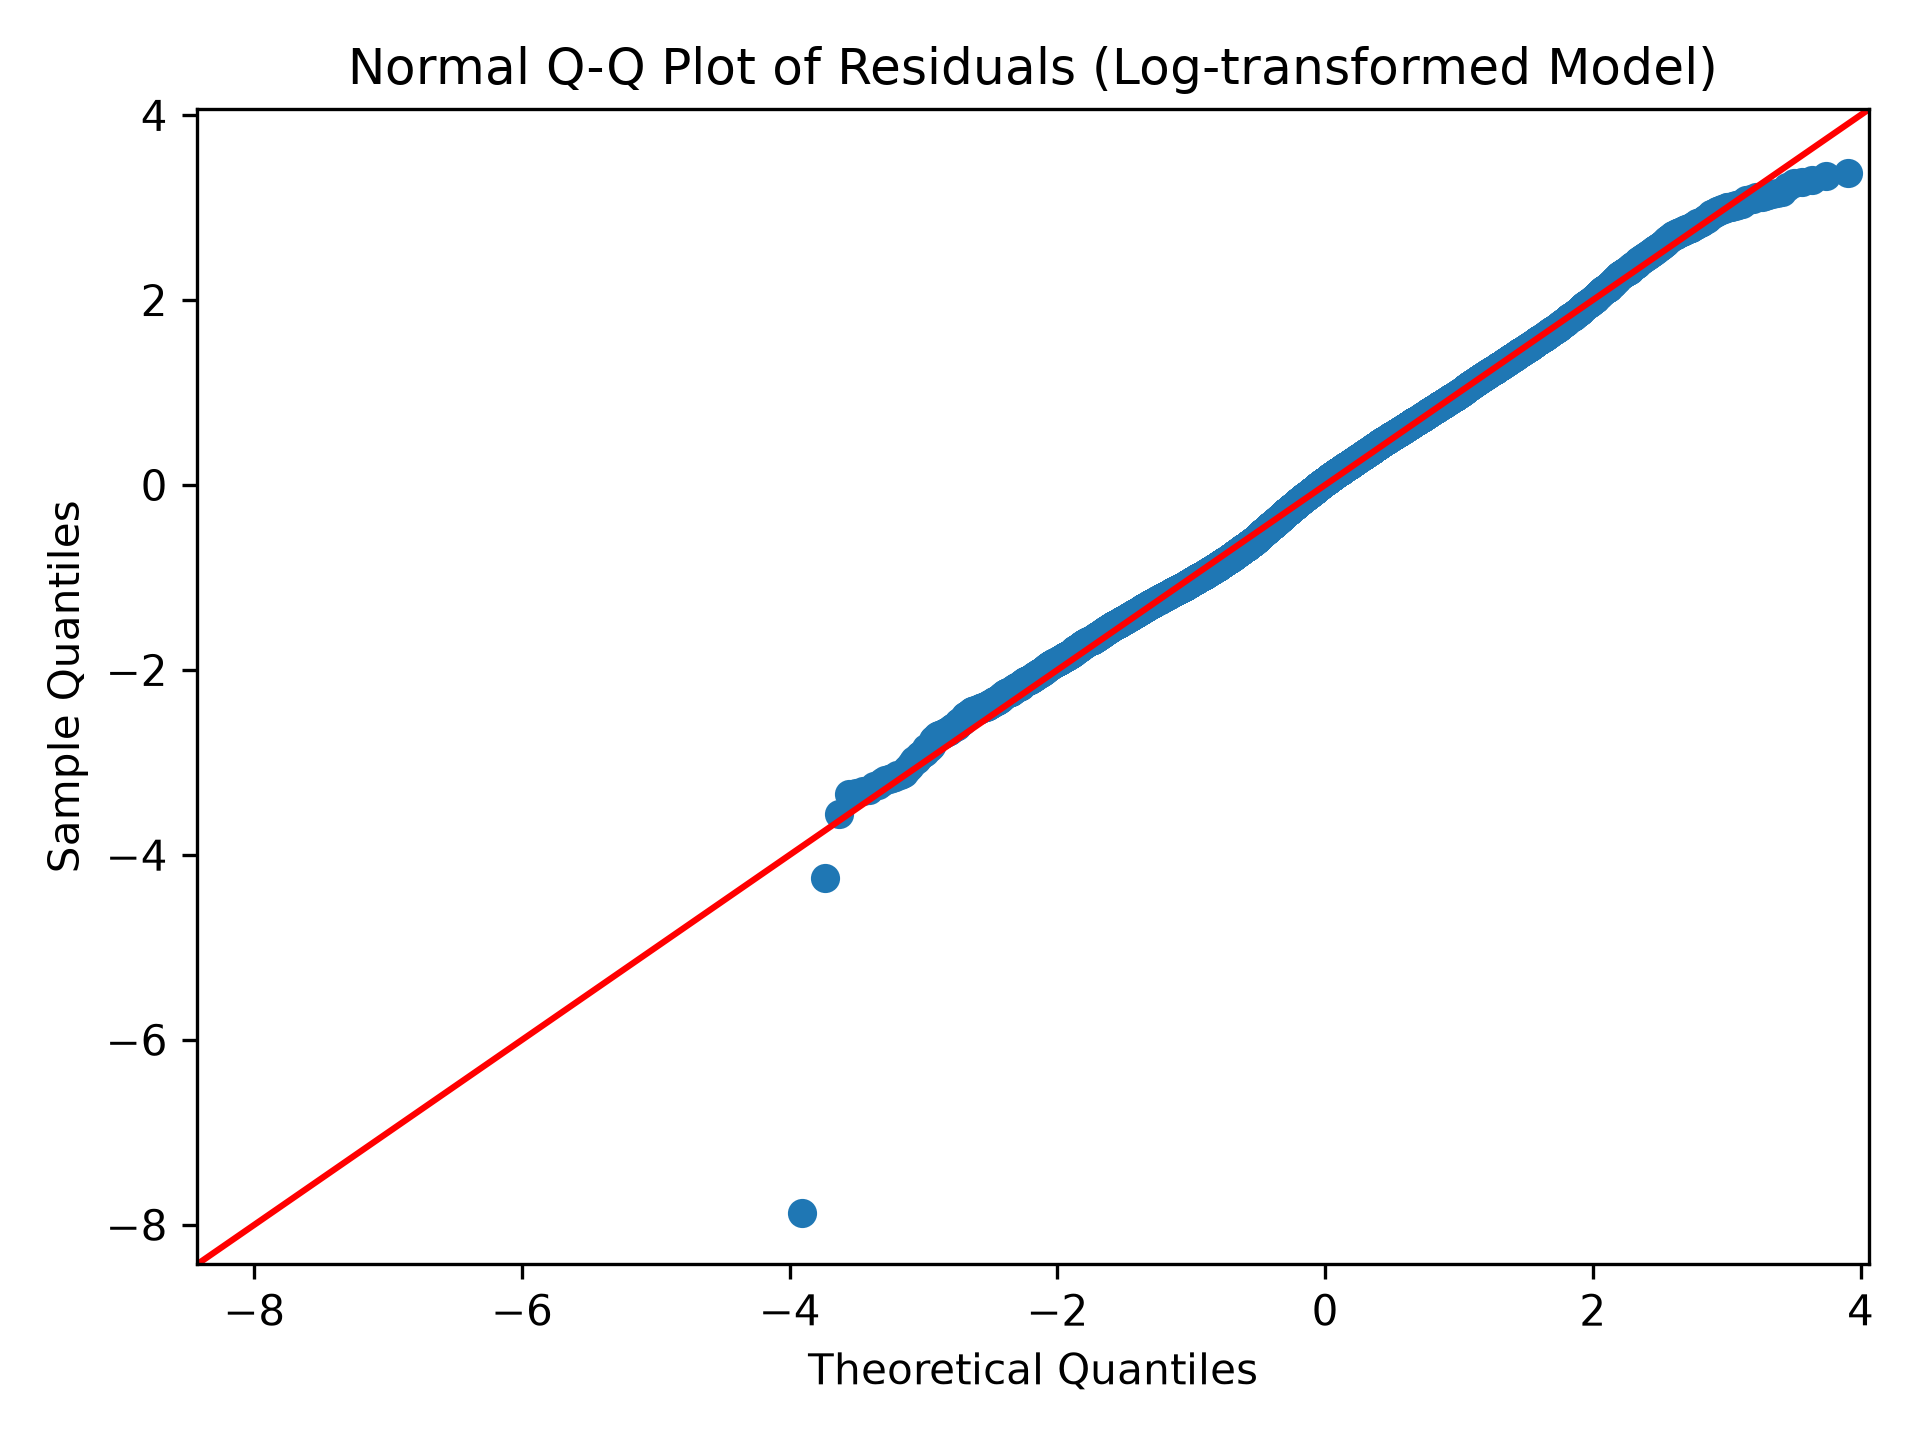 Normal Q-Q Plot of Residuals (Log-transformed Model)
4
2
0
−2
−4
−6
−8
Sample Quantiles
−8 −6 −4 −2 0 2 4
Theoretical Quantiles